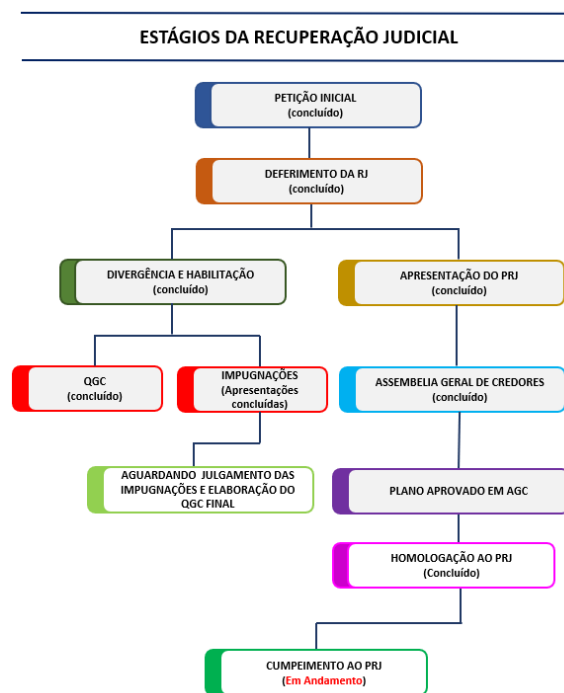 ESTÁGIOS DA RECUPERAÇÃO JUDICIAL
PETIÇÃO INICIAL
(concluído)
DEFERIMENTO DA RJ
(concluído)
DIVERGÊNCIA E HABILITAÇÃO
(concluído)
APRESENTAÇÃO DO PRJ
(concluído)
QGC
(concluído)
IMPUGNAÇÕES
(Apresentações
concluídas)
ASSEMBELIA GERAL DE CREDORES
(concluído)
AGUARDANDO JULGAMENTO DAS
IMPUGNAÇÕES E ELABORAÇÃO DO
QGC FINAL
PLANO APROVADO EM AGC
HOMOLOGAÇÃO AO PRJ
(Concluído)
CUMPEIMENTO AO PRJ
(Em Andamento)